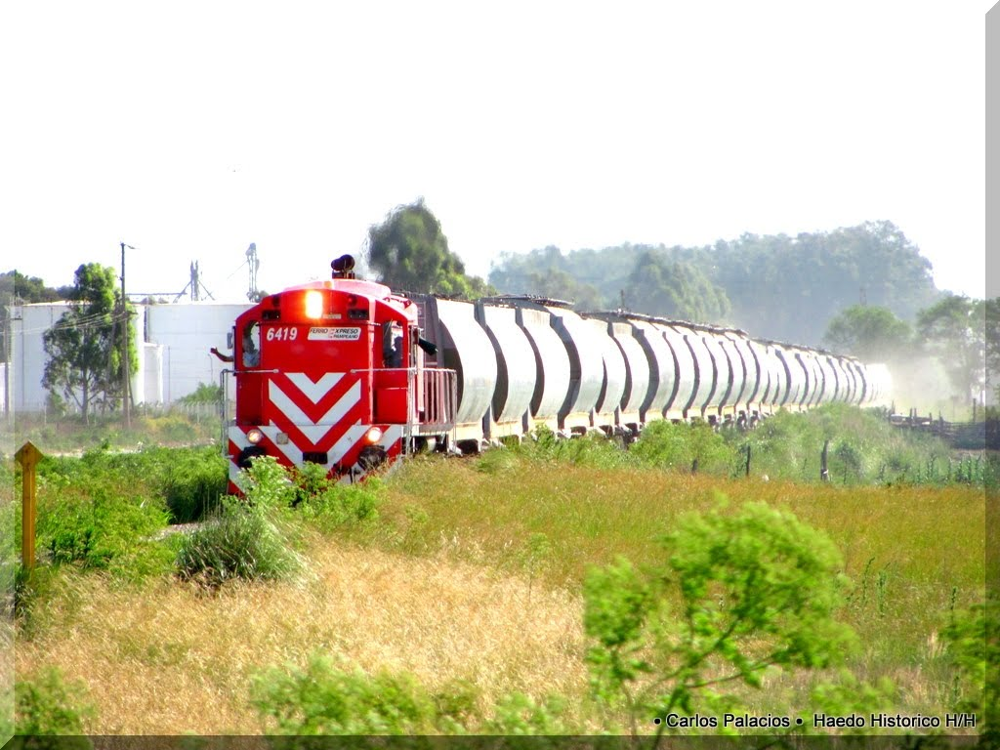 6419
FERRO EXPRESO
PAMPEANO
• Carlos Palacios • Haedo Historico H/H